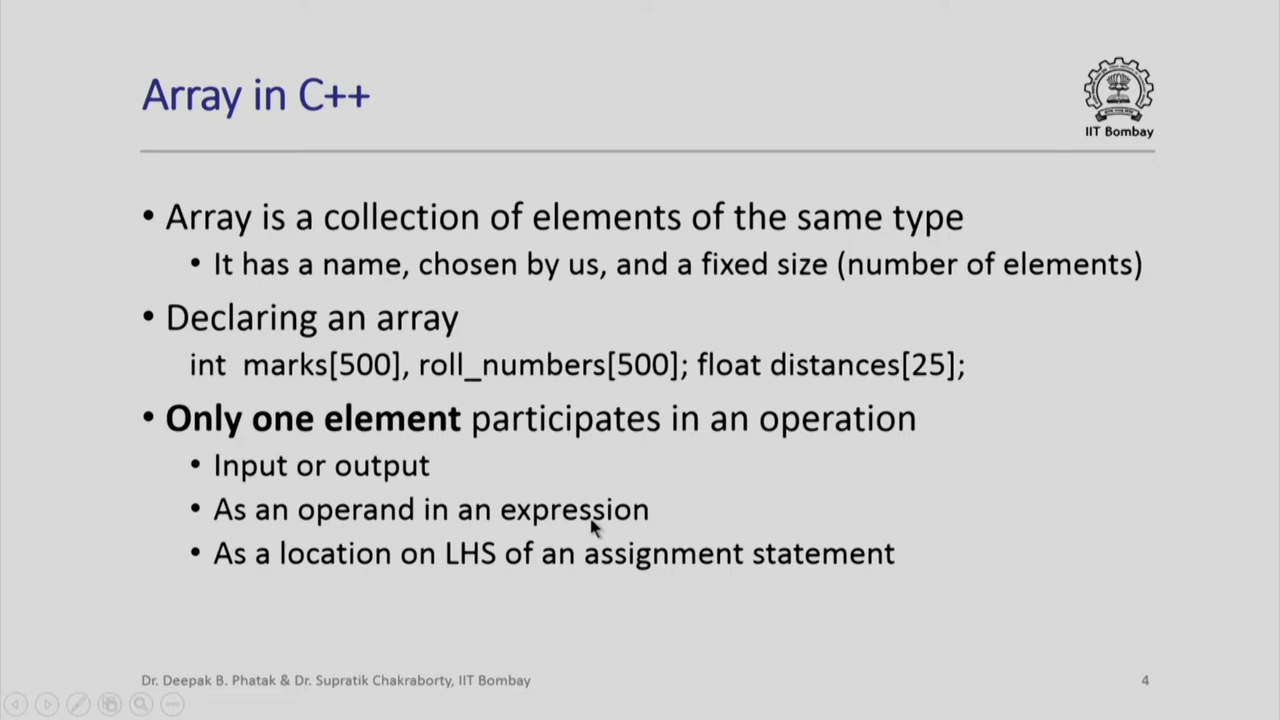 Array in C++
IIT Bombay
• Array is a collection of elements of the same type
• It has a name, chosen by us, and a fixed size (number of elements)
• Declaring an array
int marks[500], roll_numbers[500]; float distances[25];
• Only one element participates in an operation
• Input or output
• As an operand in an expression
• As a location on LHS of an assignment statement
Dr. Deepak B. Phatak & Dr. Supratik Chakraborty, IIT Bombay
4